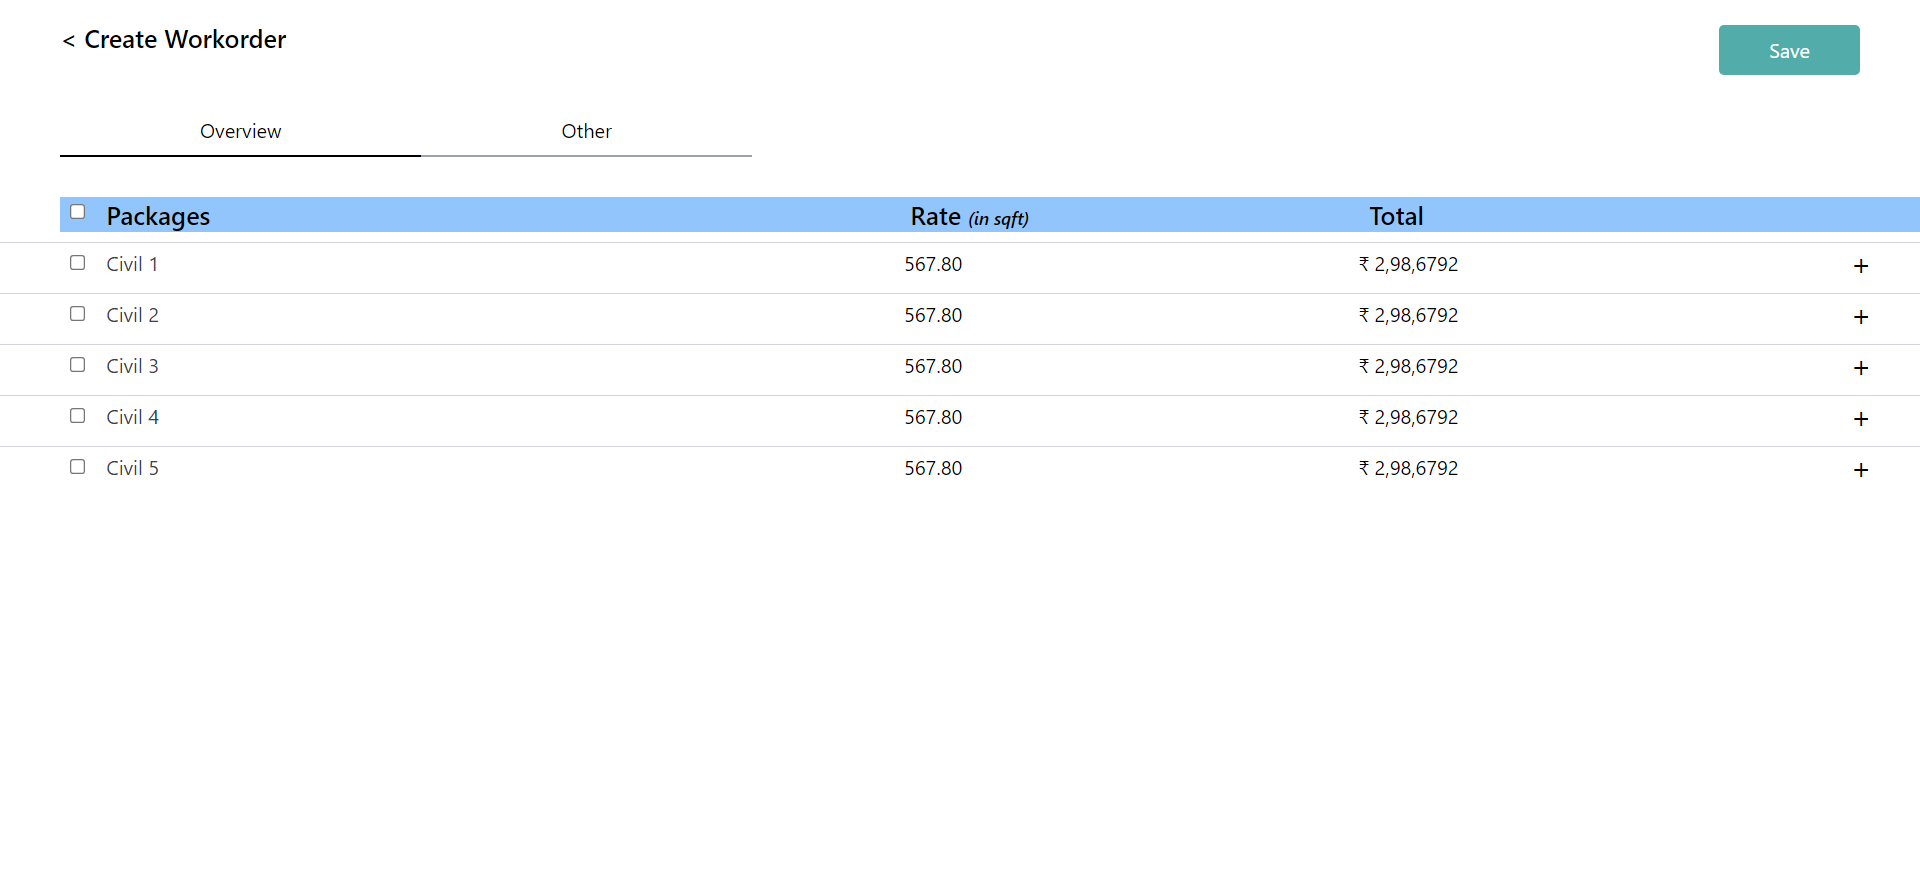 < Create Workorder
Save
Overview Other
Packages Rate (in sqft) Total
Civil 1 567.80 ₹ 2,98,6792 +
Civil 2 567.80 ₹ 2,98,6792 +
Civil 3 567.80 ₹ 2,98,6792 +
Civil 4 567.80 ₹ 2,98,6792 +
Civil 5 567.80 ₹ 2,98,6792 +